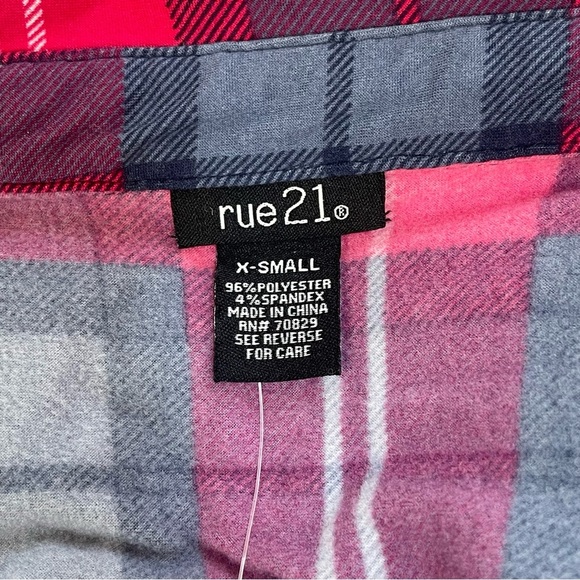 rue21®
X-SMALL
96%POLYESTER
4%SPANDEX
MADE IN CHINA
RN# 70829
SEE REVERSE
FOR CARE